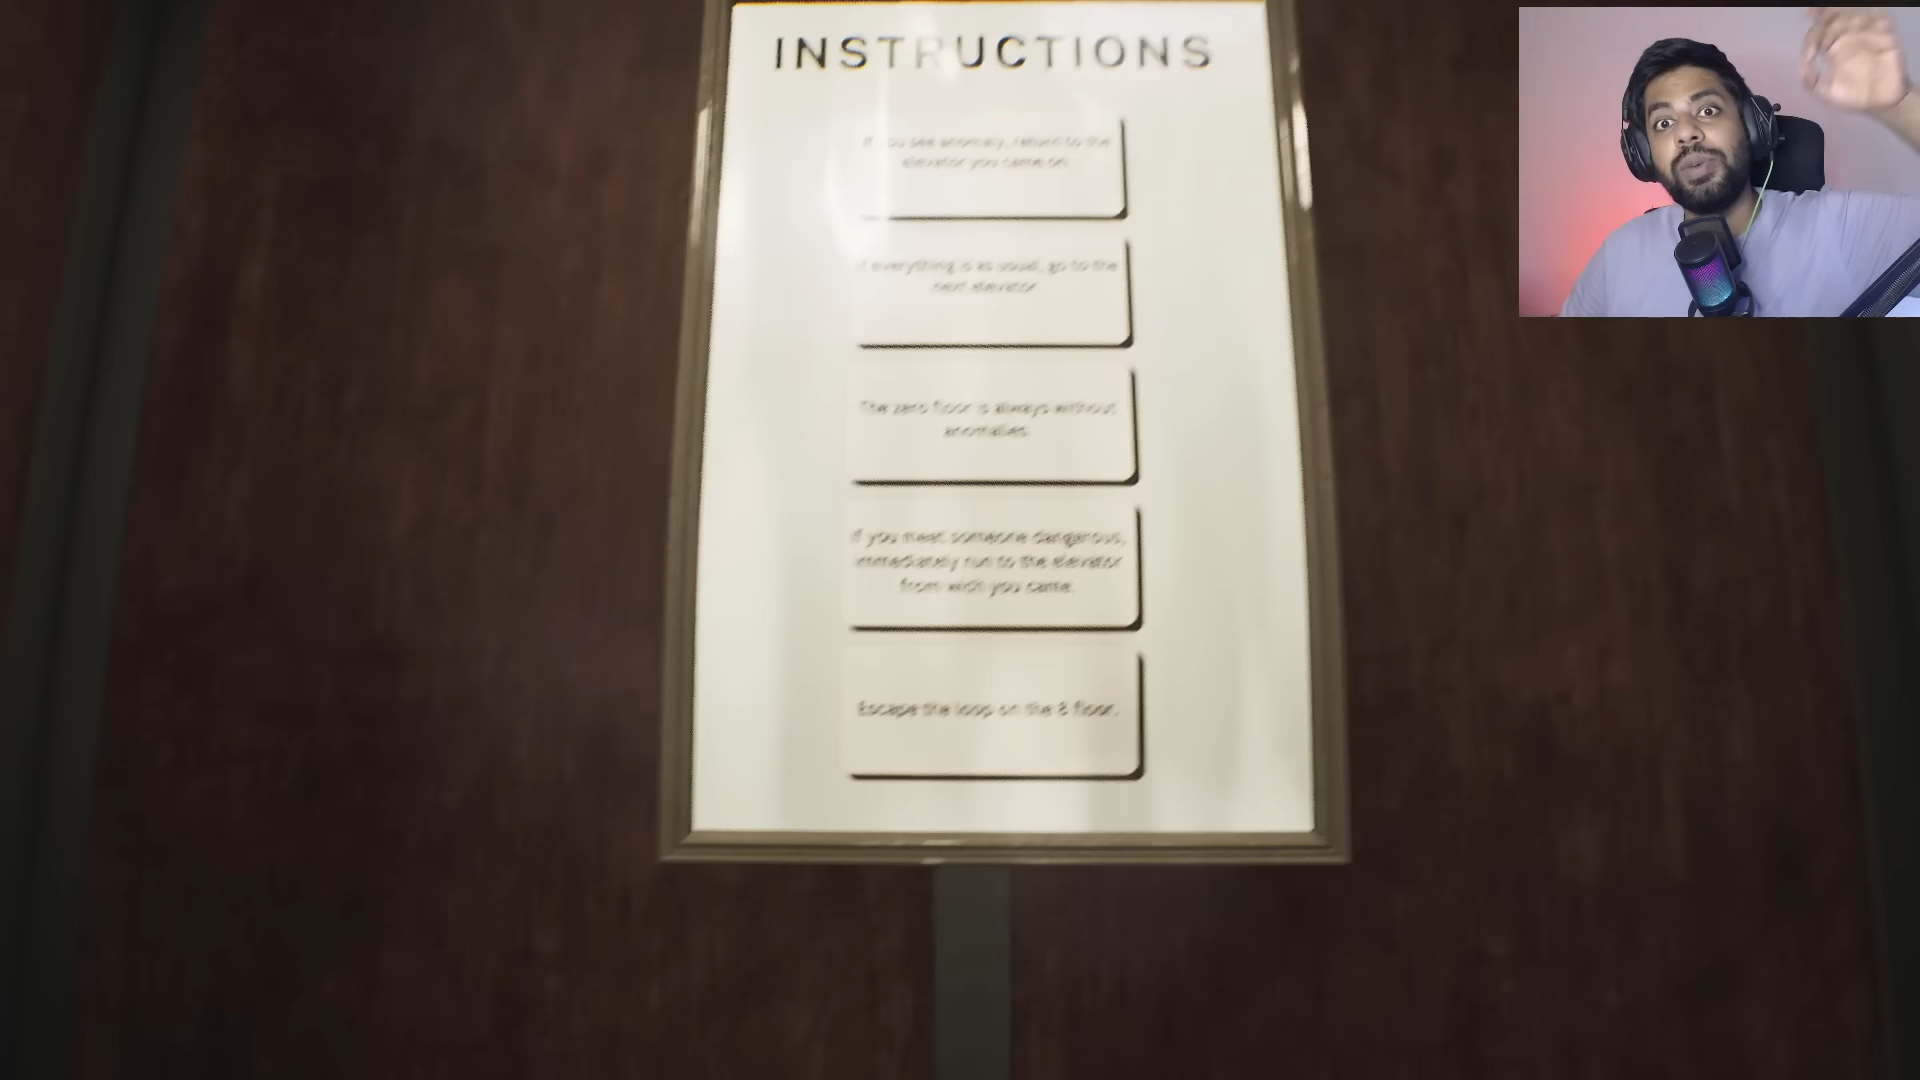 INSTRUCTIONS
If you see anomaly, return to the
elevator you came on.
If everything is as usual, go to the
next elevator
The zero floor is always without
anomalies.
If you meet someone dangerous,
immediately run to the elevator
from wich you came.
Escape the loop on the 8 floor.